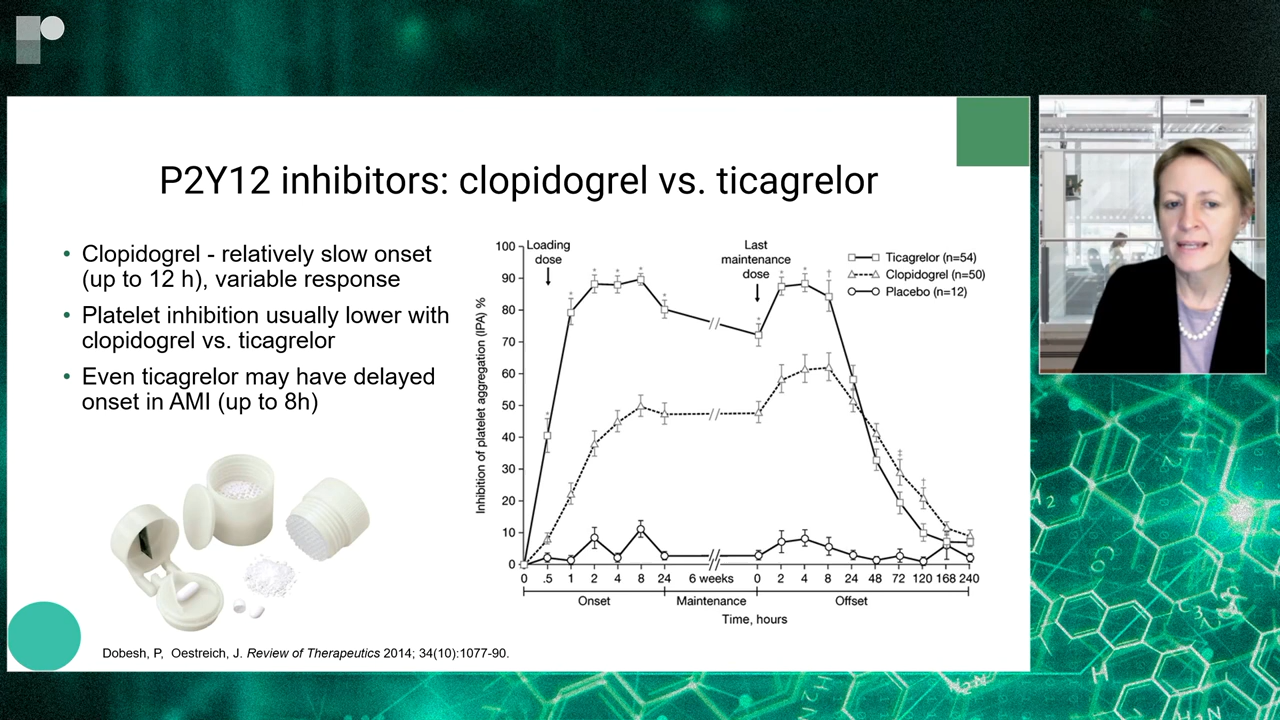 P2Y12 inhibitors: clopidogrel vs. ticagrelor
• Clopidogrel - relatively slow onset
(up to 12 h), variable response
• Platelet inhibition usually lower with
clopidogrel vs. ticagrelor
• Even ticagrelor may have delayed
onset in AMI (up to 8h)
Loading
dose
Last
maintenance
dose
Ticagrelor (n=54)
Clopidogrel (n=50)
Placebo (n=12)
Inhibition of platelet aggregation (IPA) %
100
90
80
70
60
50
40
30
20
10
0
0 .5 1 2 4 8 24 6 weeks 0 2 4 8 24 48 72 120 168 240
Onset Maintenance Offset
Time, hours
Dobesh, P, Oestreich, J. Review of Therapeutics 2014; 34(10):1077-90.
H2
O
H
H2N
H2N